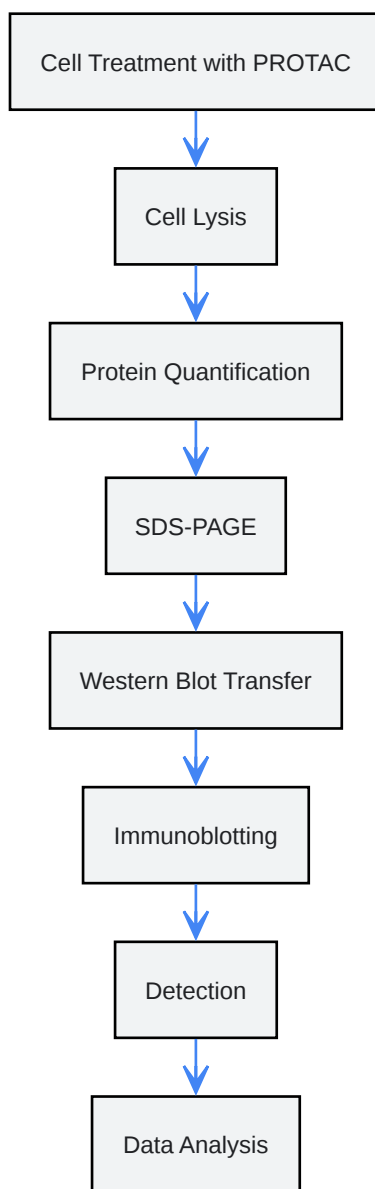 Cell Treatment with PROTAC
Cell Lysis
Protein Quantification
SDS-PAGE
Western Blot Transfer
Immunoblotting
Detection
Data Analysis